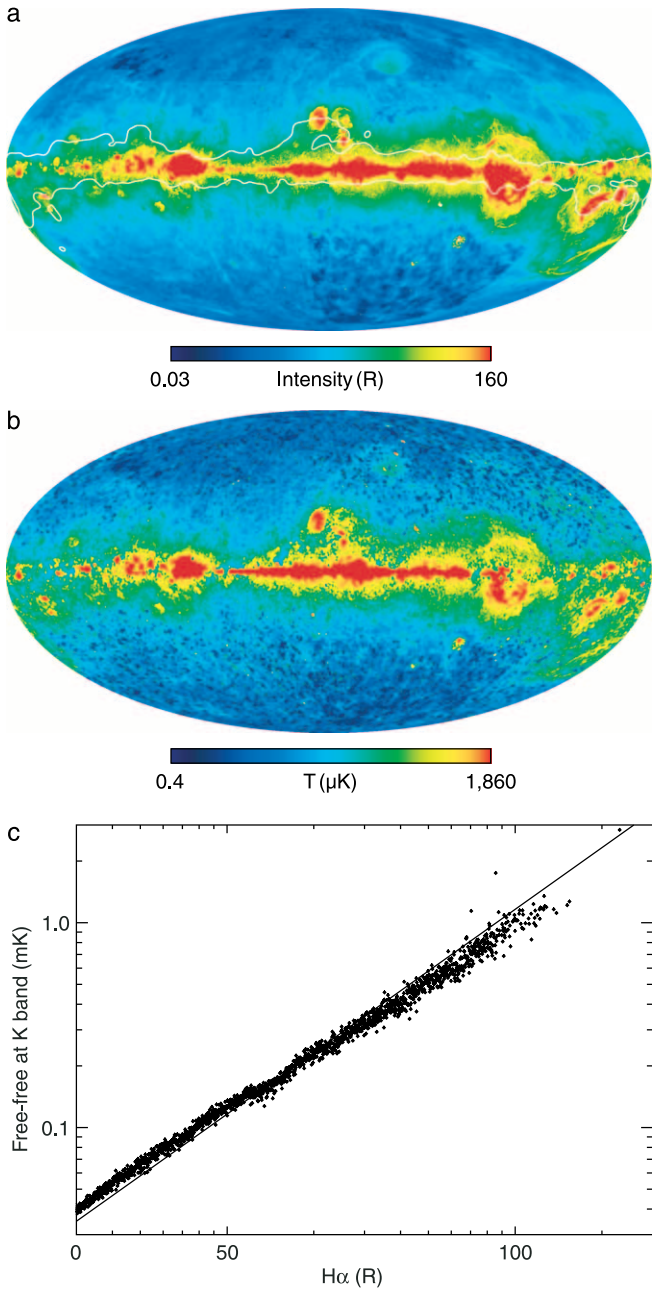 a
0.03 Intensity (R) 160
b
0.4 T (μK) 1,860
c
Free-free at K band (mK)
1.0
0.1
0 50 100
Hα (R)